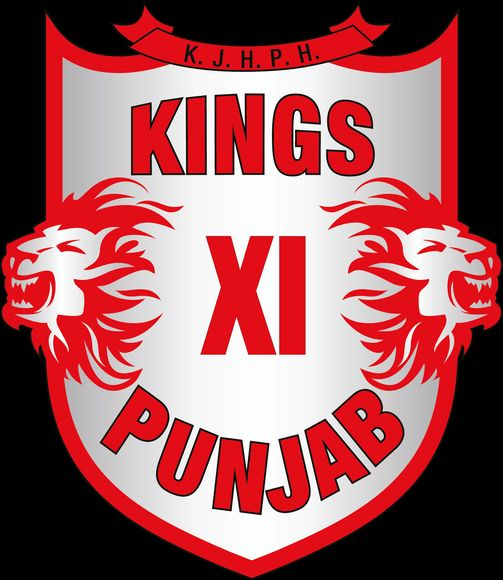 K. J. H. P. H.
KINGS
XI
PUNJAB